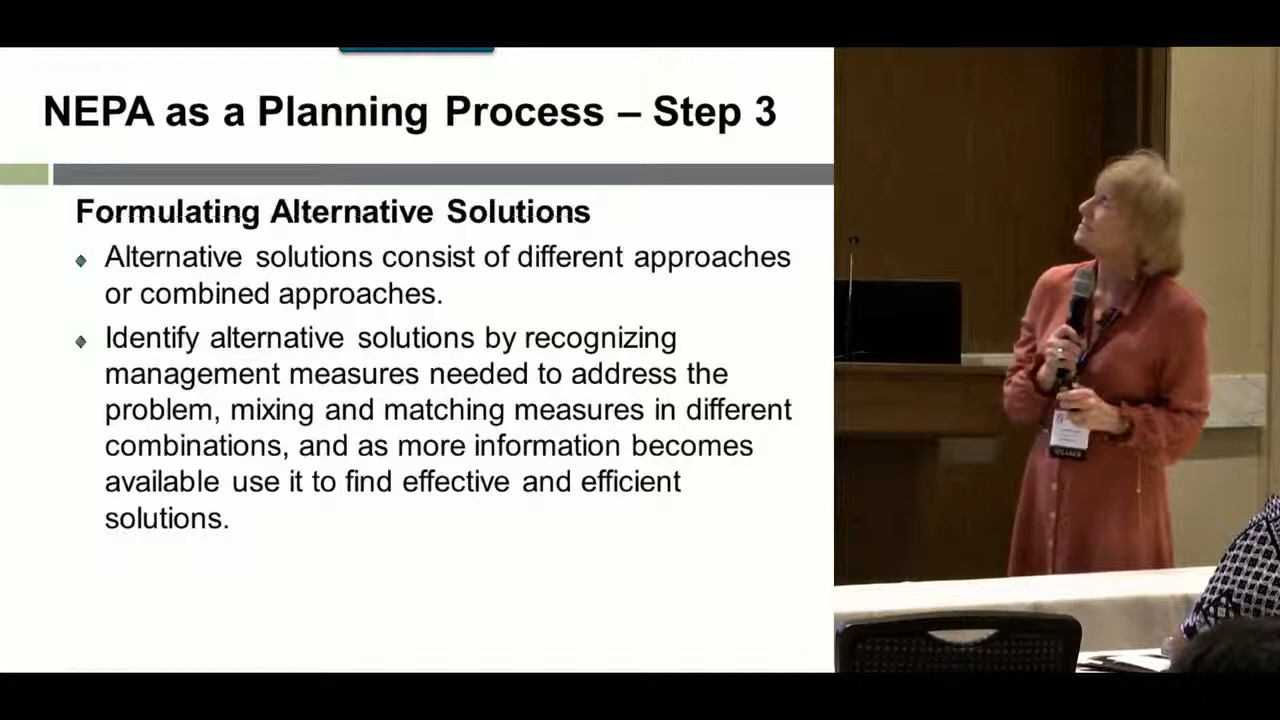 NEPA as a Planning Process – Step 3
Formulating Alternative Solutions
Alternative solutions consist of different approaches
or combined approaches.
Identify alternative solutions by recognizing
management measures needed to address the
problem, mixing and matching measures in different
combinations, and as more information becomes
available use it to find effective and efficient
solutions.
SPEAKER